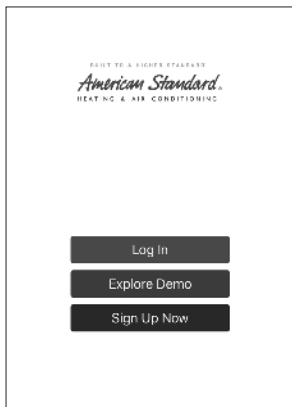 BUILT TO A HIGHER STANDARD
American Standard®
HEATING & AIR CONDITIONING
Log In
Explore Demo
Sign Up Now